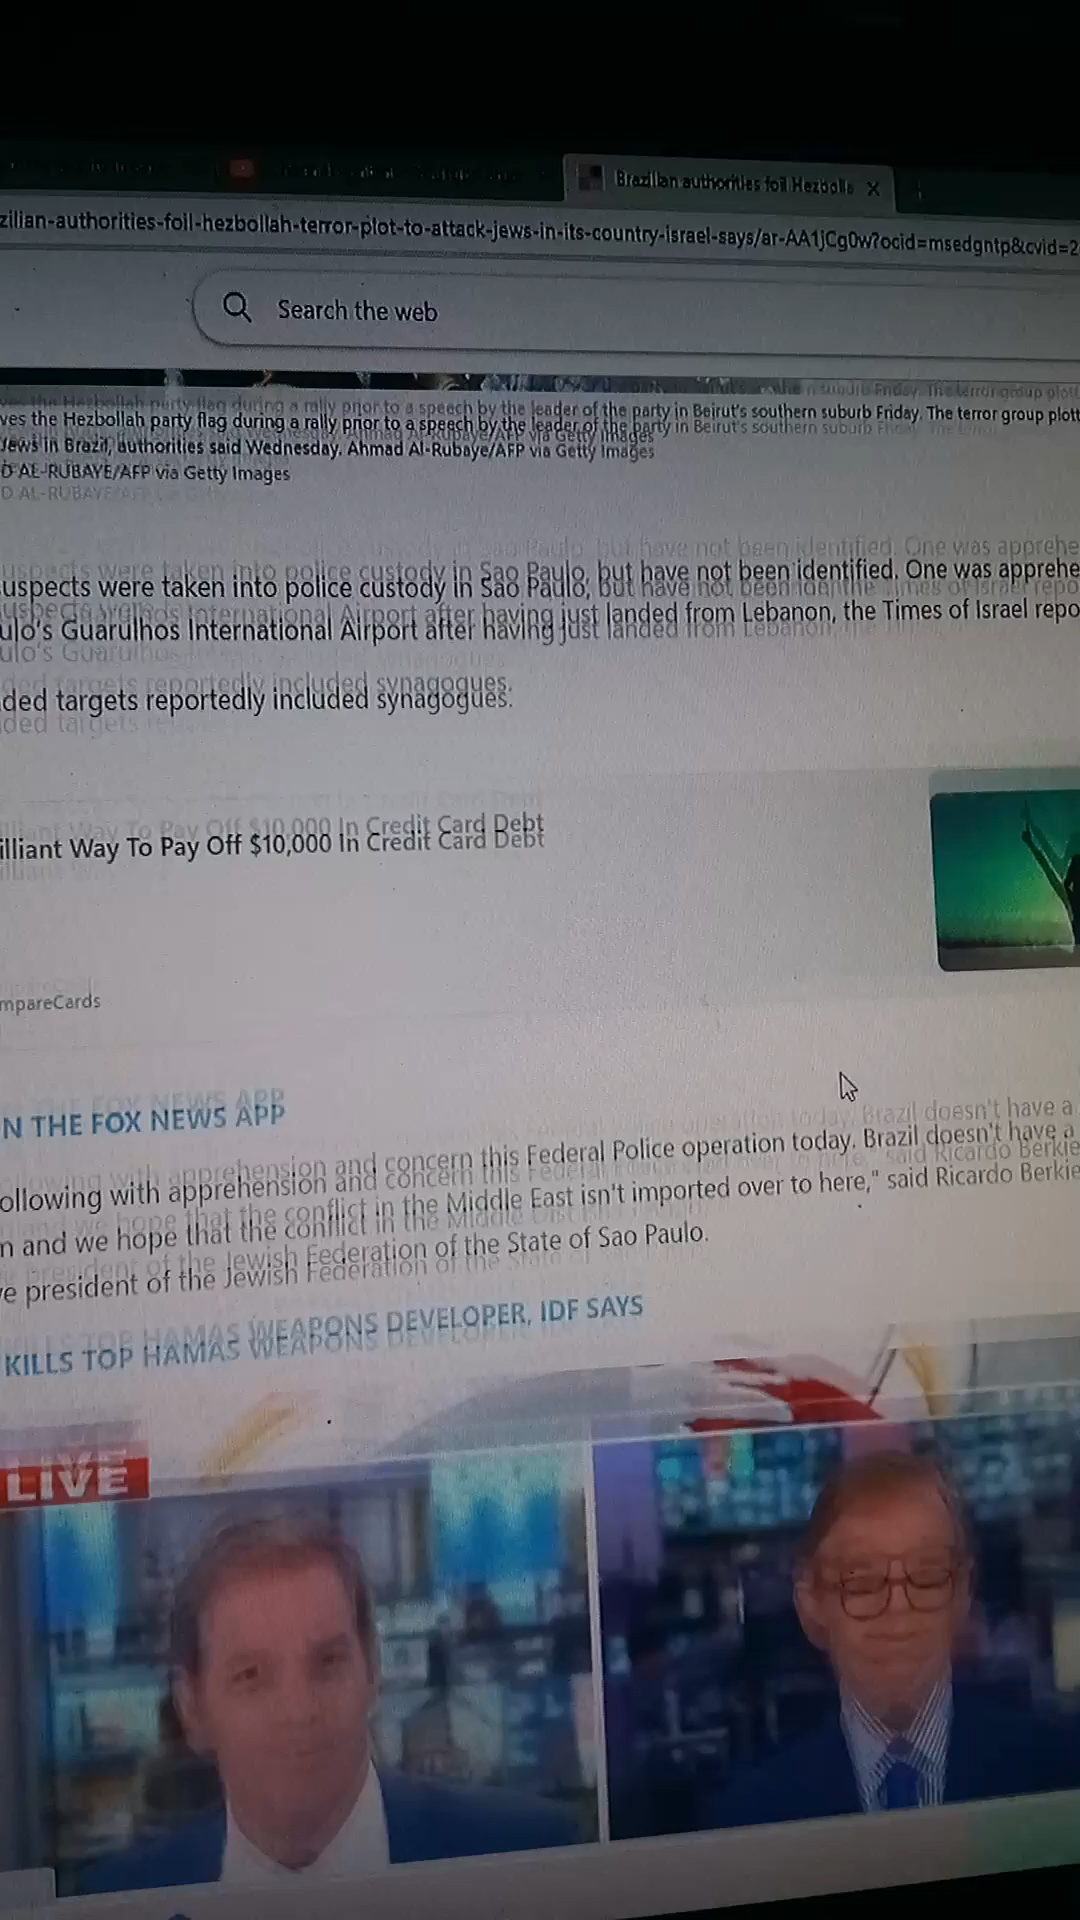 Brazilian authorities foil Hezbolla
zilian-authorities-foil-hezbollah-terror-plot-to-attack-jews-in-its-country-israel-says/ar-AA1jCg0w?ocid=msedgntp&cvid=2
Search the web
ves the Hezbollah party flag during a rally prior to a speech by the leader of the party in Beirut's southern suburb Friday. The terror group plott
Jews in Brazil, authorities said Wednesday. Ahmad Al-Rubaye/AFP via Getty Images
D AL-RUBAYE/AFP via Getty Images
uspects were taken into police custody in Sao Paulo, but have not been identified. One was apprehe
ulo's Guarulhos International Airport after having just landed from Lebanon, the Times of Israel repo
ded targets reportedly included synagogues.
illiant Way To Pay Off $10,000 In Credit Card Debt
mpareCards
N THE FOX NEWS APP
ollowing with apprehension and concern this Federal Police operation today. Brazil doesn't have a
n and we hope that the conflict in the Middle East isn't imported over to here," said Ricardo Berkie
ve president of the Jewish Federation of the State of Sao Paulo.
KILLS TOP HAMAS WEAPONS DEVELOPER, IDF SAYS
LIVE